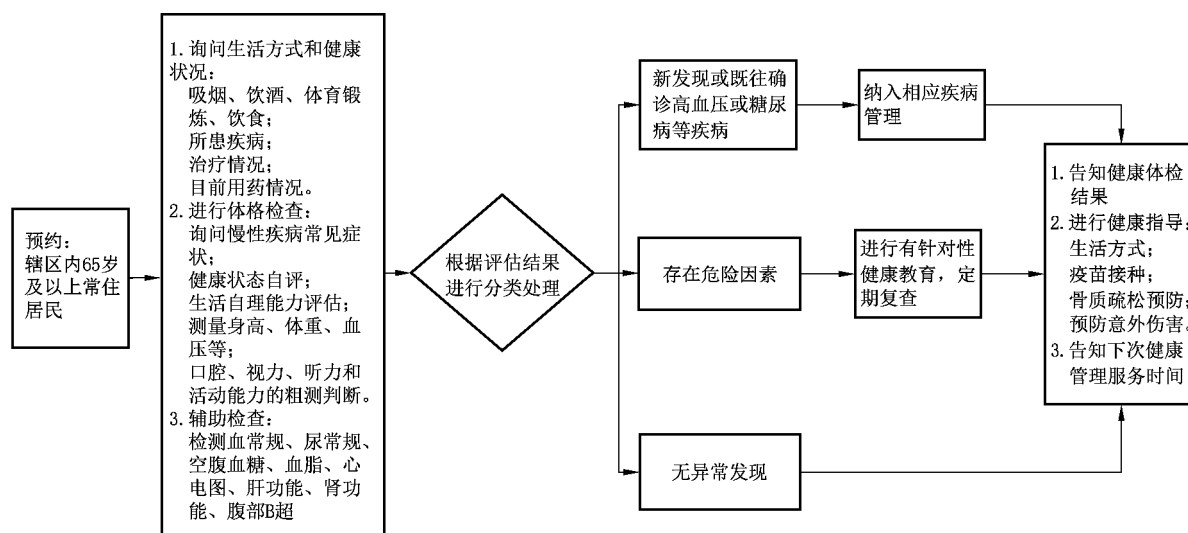 预约：
辖区内65岁
及以上常住
居民
1. 询问生活方式和健康
状况：
吸烟、饮酒、体育锻
炼、饮食；
所患疾病；
治疗情况；
目前用药情况。
2. 进行体格检查：
询问慢性疾病常见症
状；
健康状态自评；
生活自理能力评估；
测量身高、体重、血
压等；
口腔、视力、听力和
活动能力的粗测判断。
3. 辅助检查：
检测血常规、尿常规、
空腹血糖、血脂、心
电图、肝功能、肾功
能、腹部B超
根据评估结果
进行分类处理
新发现或既往确
诊高血压或糖尿
病等疾病
纳入相应疾病
管理
存在危险因素
进行有针对性
健康教育，定
期复查
无异常发现
1. 告知健康体检
结果
2. 进行健康指导：
生活方式；
疫苗接种；
骨质疏松预防；
预防意外伤害。
3. 告知下次健康
管理服务时间